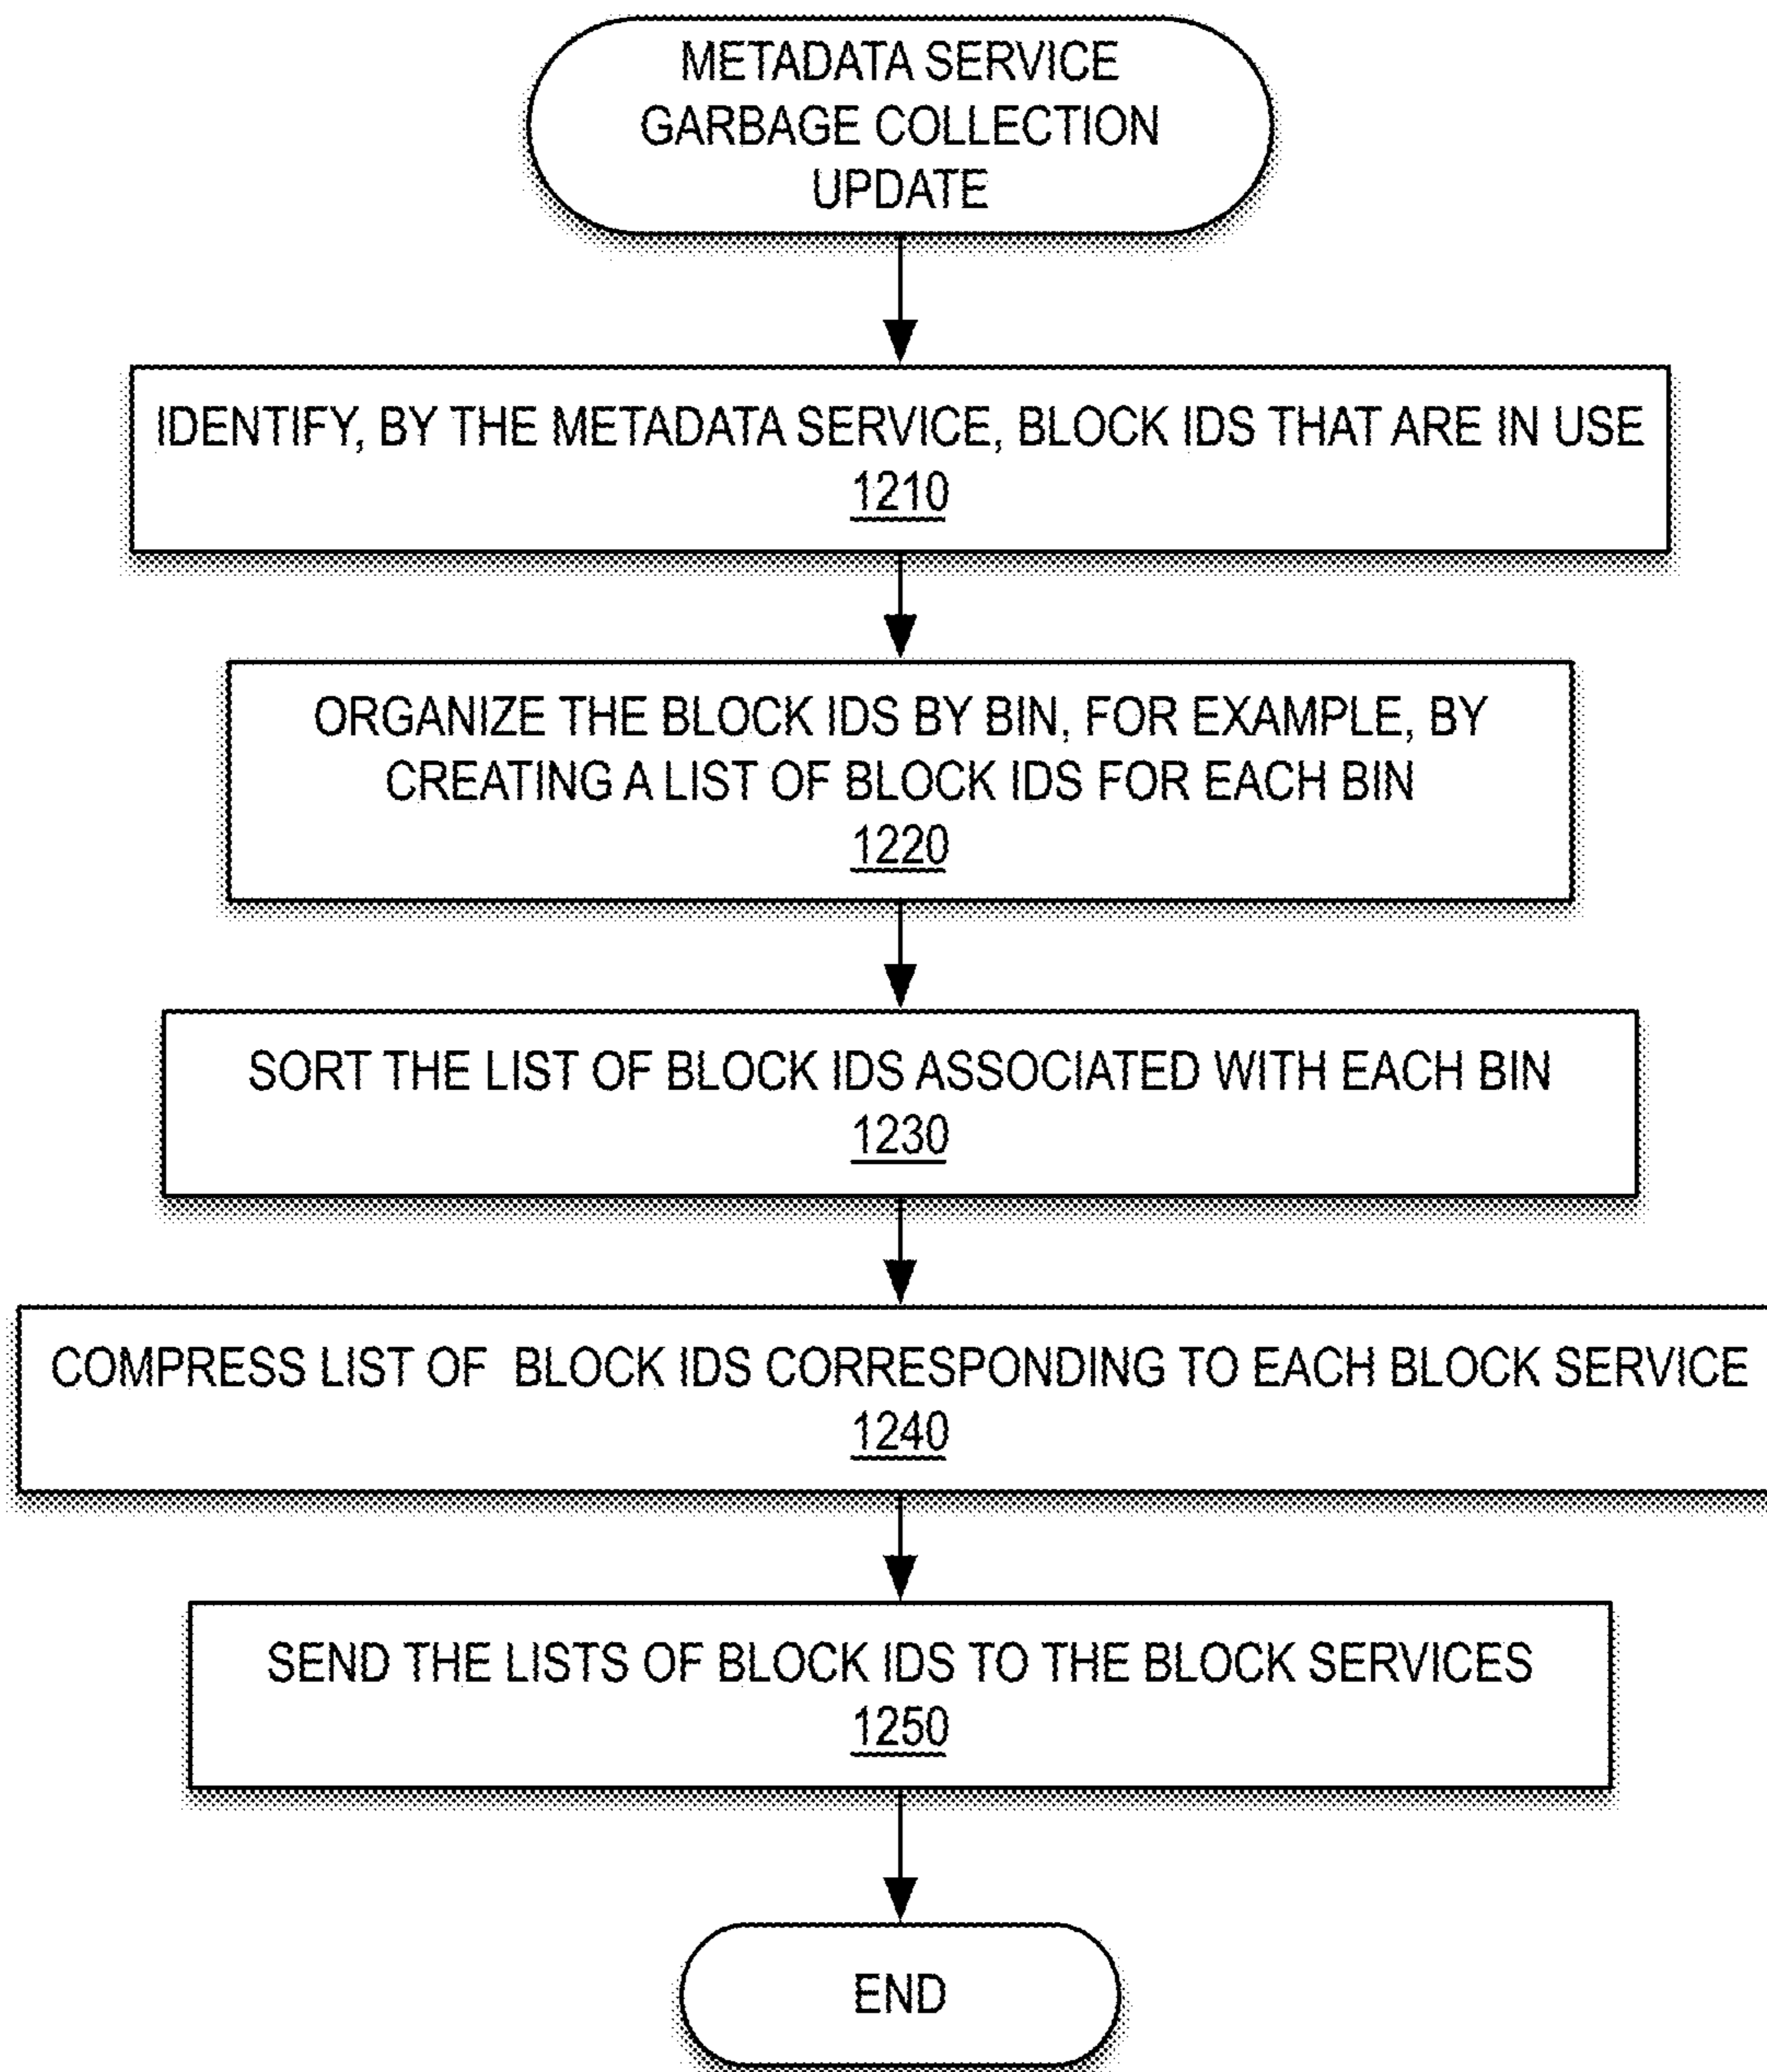 METADATA SERVICE
GARBAGE COLLECTION
UPDATE
IDENTIFY, BY THE METADATA SERVICE, BLOCK IDS THAT ARE IN USE
1210
ORGANIZE THE BLOCK IDS BY BIN, FOR EXAMPLE, BY
CREATING A LIST OF BLOCK IDS FOR EACH BIN
1220
SORT THE LIST OF BLOCK IDS ASSOCIATED WITH EACH BIN
1230
COMPRESS LIST OF BLOCK IDS CORRESPONDING TO EACH BLOCK SERVICE
1240
SEND THE LISTS OF BLOCK IDS TO THE BLOCK SERVICES
1250
END